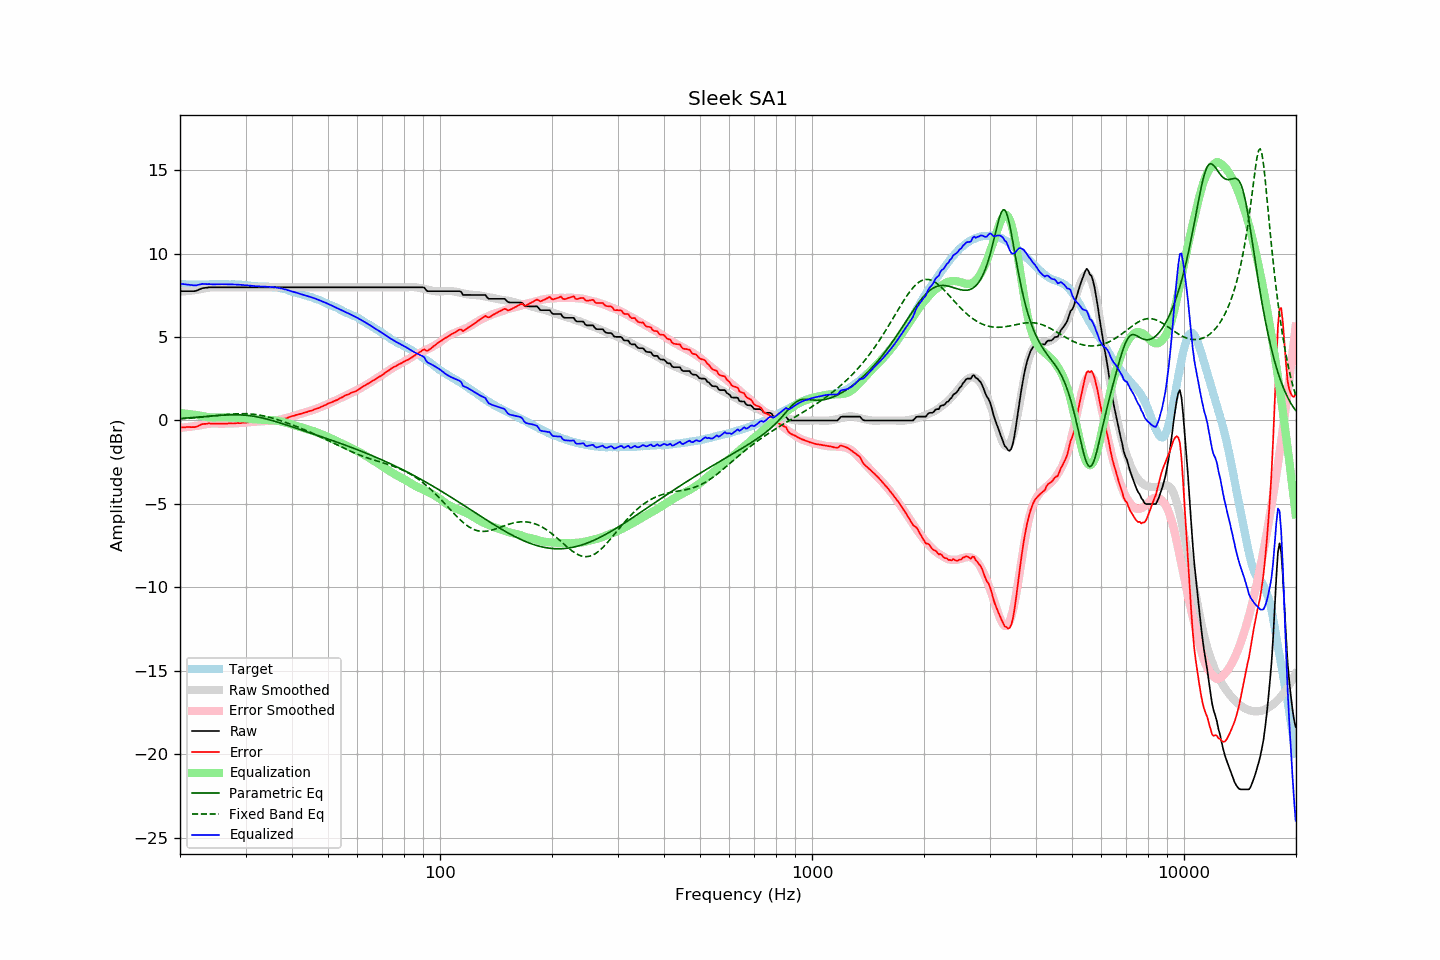 Sleek SA1
Amplitude (dBr)
15
10
5
0
−5
−10
−15
−20
−25
Target
Raw Smoothed
Error Smoothed
Raw
Error
Equalization
Parametric Eq
Fixed Band Eq
Equalized
100
1000
10000
Frequency (Hz)